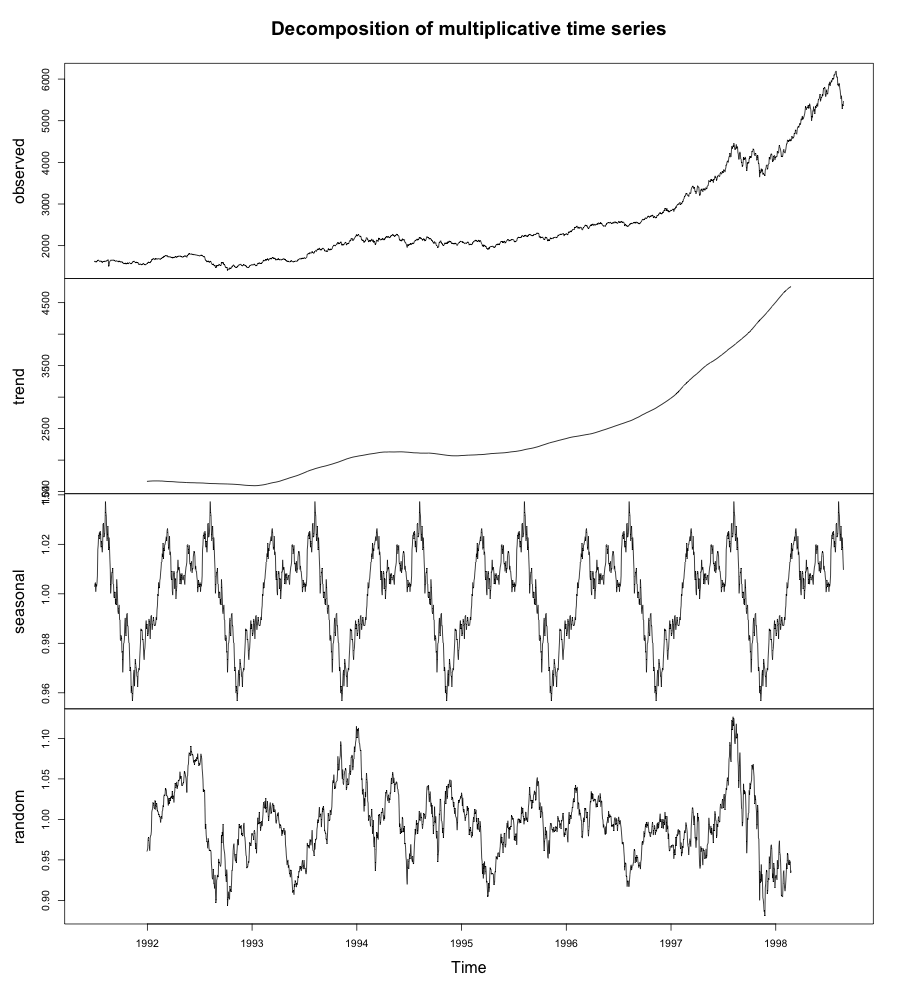 Decomposition of multiplicative time series
observed
2000 3000 4000 5000 6000
trend
2500 3500 4500
seasonal
0.96 0.98 1.00 1.02
random
0.90 0.95 1.00 1.05 1.10
1992 1993 1994 1995 1996 1997 1998
Time